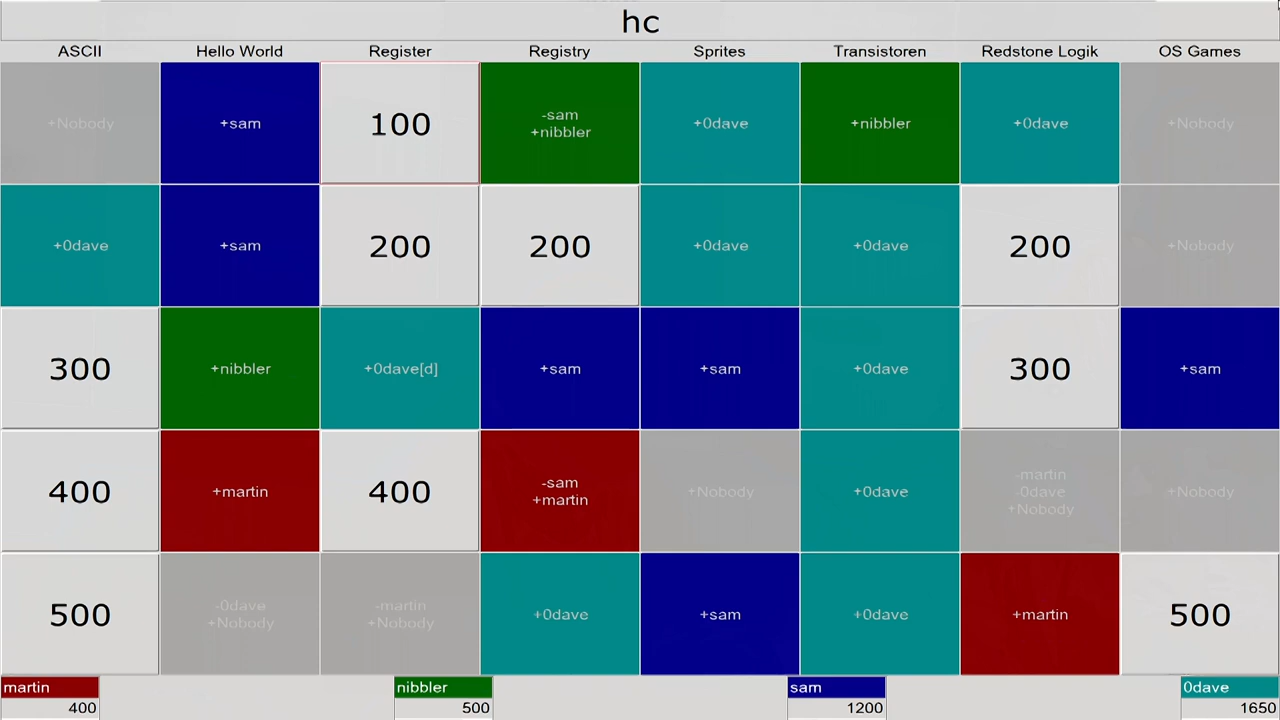 hc
ASCII Hello World Register Registry Sprites Transistoren Redstone Logik OS Games
+Nobody +sam 100 -sam +0dave +nibbler +0dave +Nobody
+nibbler
+0dave +sam 200 200 +0dave +0dave 200 +Nobody
300 +nibbler +0dave[d] +sam +sam +0dave 300 +sam
400 +martin 400 -sam +Nobody +0dave -martin +Nobody
+martin -0dave
+Nobody
500 -0dave -martin +0dave +sam +0dave +martin 500
+Nobody +Nobody
martin nibbler sam 0dave
400 500 1200 1650